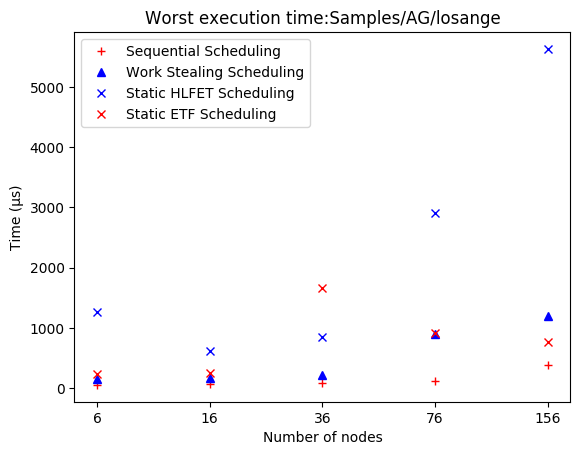 Worst execution time:Samples/AG/losange
Sequential Scheduling
Work Stealing Scheduling
Static HLFET Scheduling
Static ETF Scheduling
Time (µs)
5000
4000
3000
2000
1000
0
6 16 36 76 156
Number of nodes